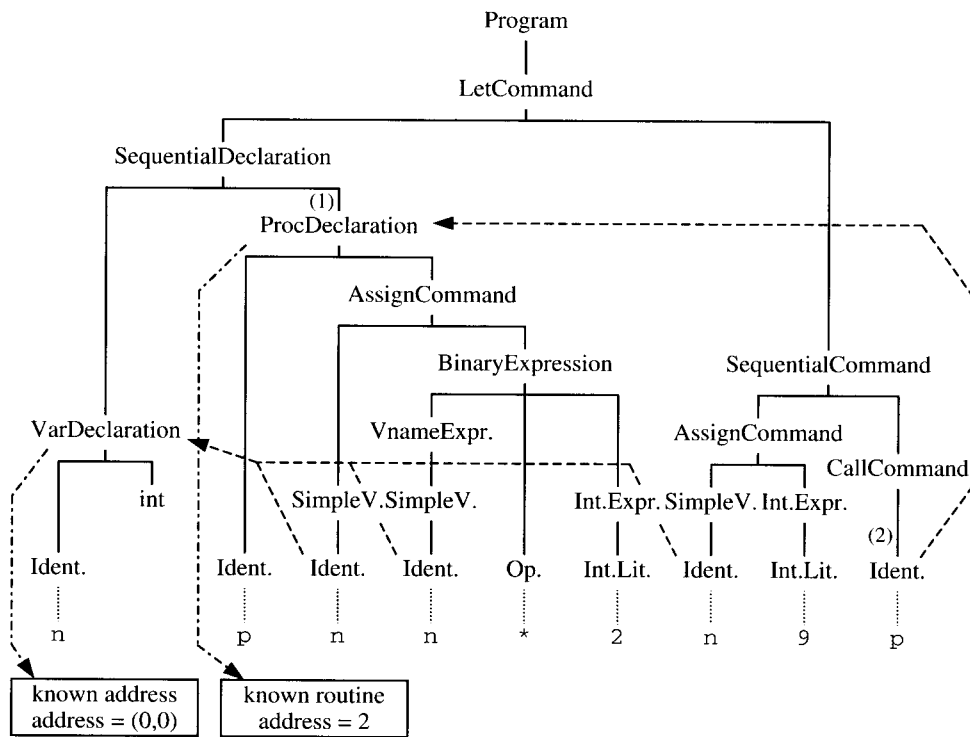 Program
LetCommand
SequentialDeclaration
(1)
ProcDeclaration
AssignCommand
BinaryExpression
SequentialCommand
VarDeclaration
VnameExpr.
AssignCommand
CallCommand
int
SimpleV.
SimpleV.
Int.Expr.
SimpleV.
Int.Expr.
(2)
Ident.
Ident.
Ident.
Ident.
Op.
Int.Lit.
Ident.
Int.Lit.
Ident.
n
p
n
n
*
2
n
9
p
known address
address = (0,0)
known routine
address = 2